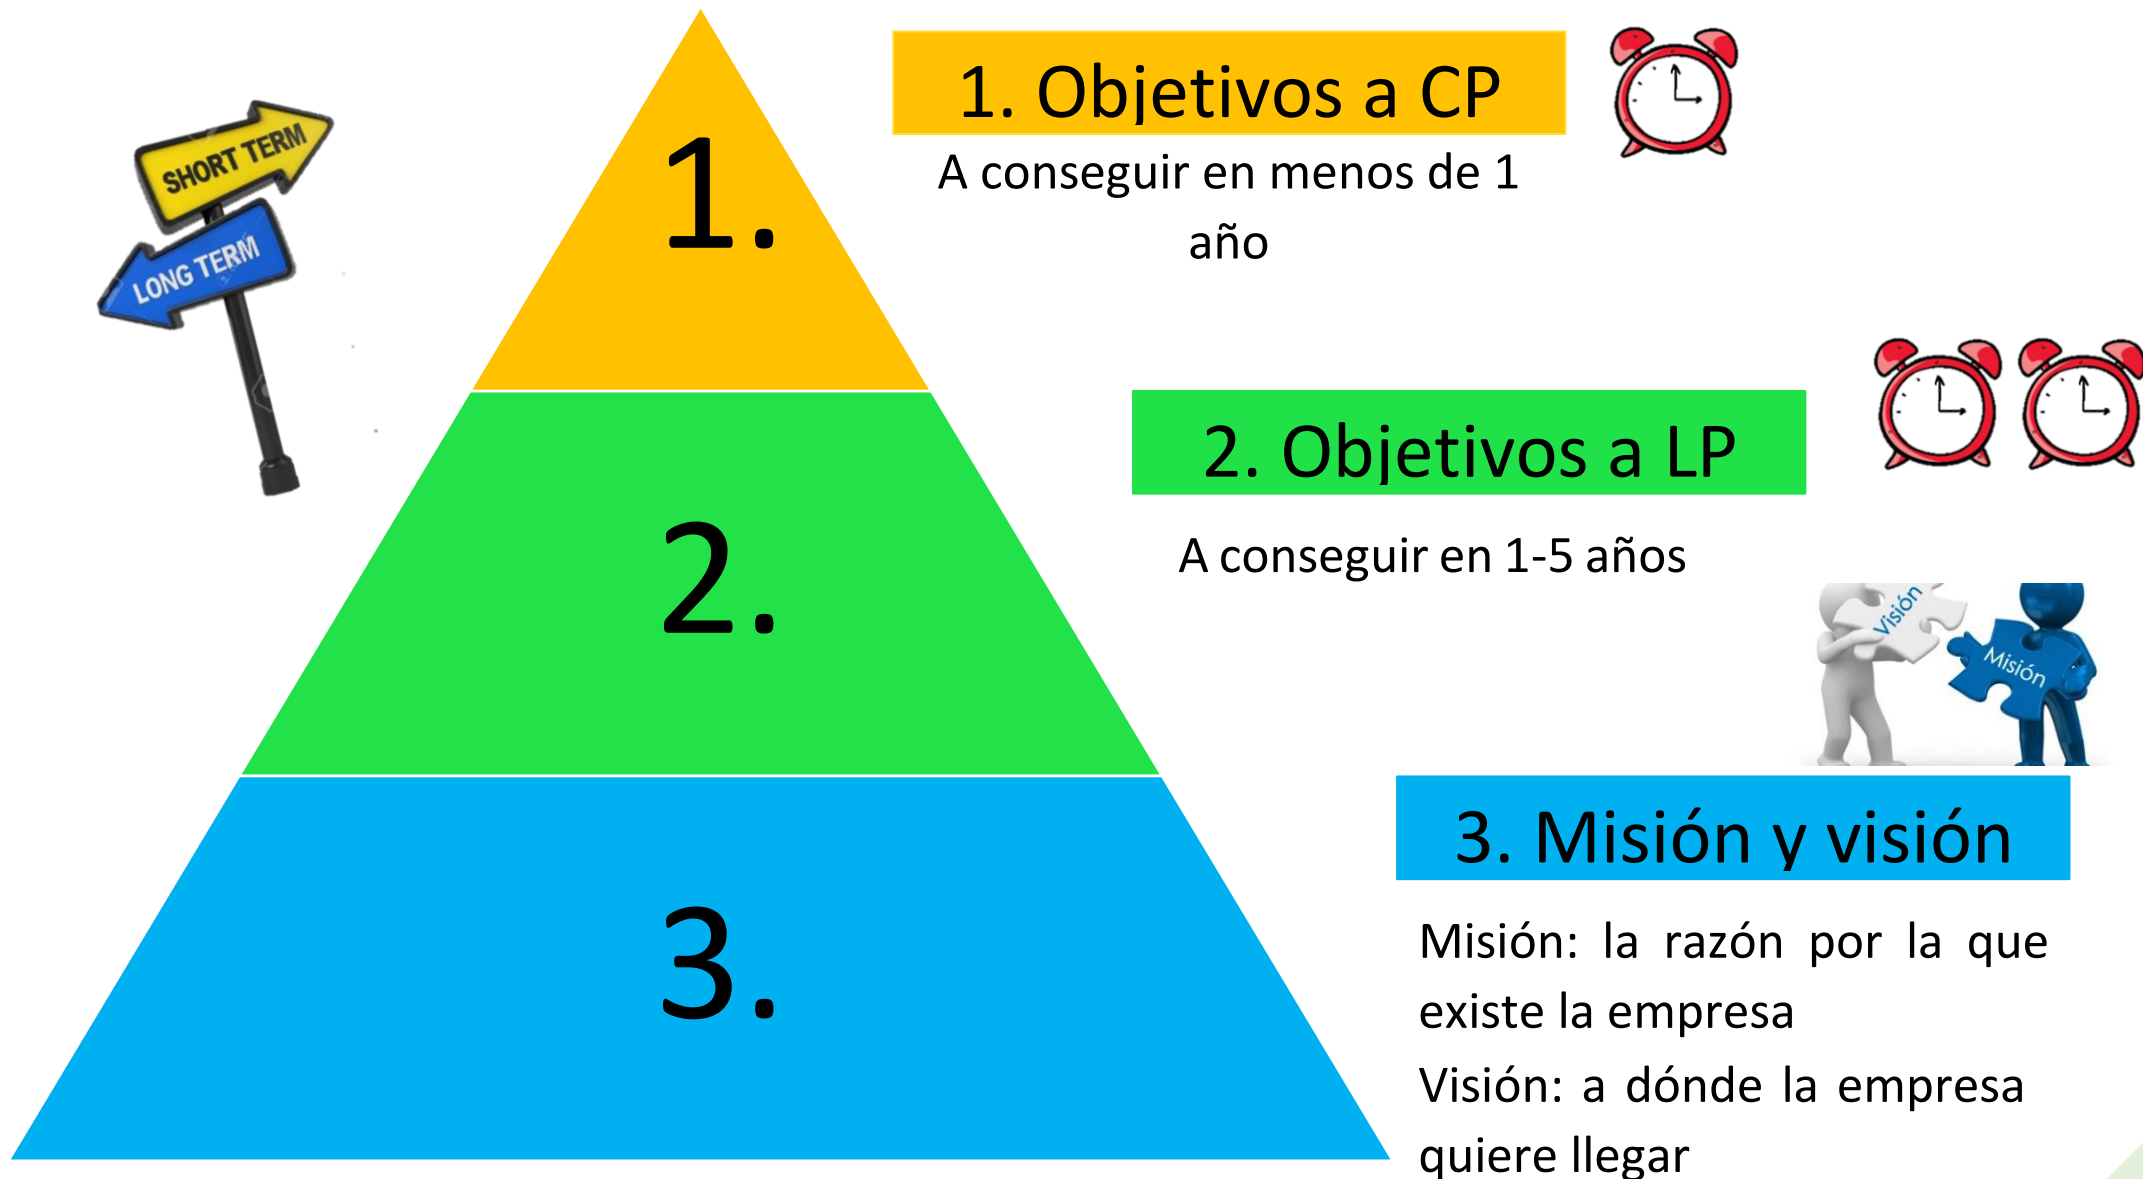 1. Objetivos a CP
A conseguir en menos de 1
año
SHORT TERM
LONG TERM
1.
2. Objetivos a LP
A conseguir en 1-5 años
2.
Visión
Misión
3. Misión y visión
3.
Misión: la razón por la que
existe la empresa
Visión: a dónde la empresa
quiere llegar